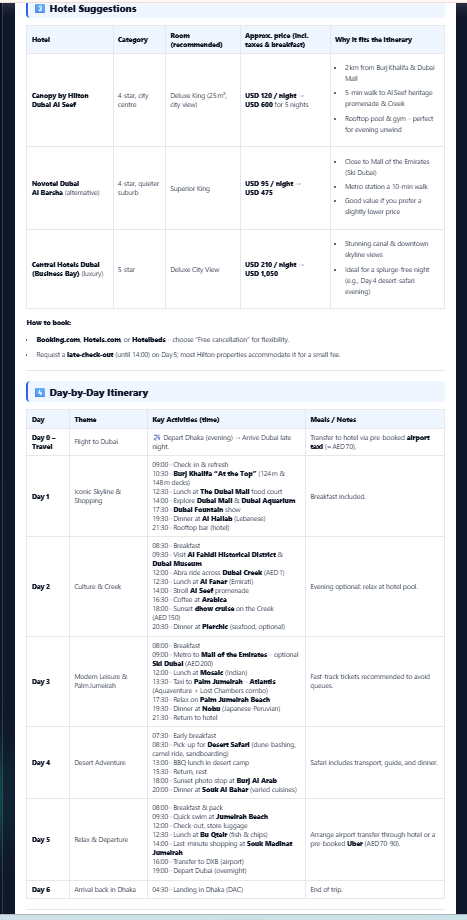 3 Hotel Suggestions
Hotel Category Room (recommended) Approx. price (incl. taxes & breakfast) Why it fits the itinerary
Canopy by Hilton Dubai Al Seef
4‑star, city centre
Deluxe King (25 m², city view)
USD 120 / night → USD 600 for 5 nights
• 2 km from Burj Khalifa & Dubai Mall
• 5‑min walk to Al Seef heritage promenade & Creek
• Rooftop pool & gym – perfect for evening unwind
Novotel Dubai Al Barsha (alternative)
4‑star, quieter suburb
Superior King
USD 95 / night → USD 475
• Close to Mall of the Emirates (Ski Dubai)
• Metro station a 10‑min walk
• Good value if you prefer a slightly lower price
Central Hotels Dubai (Business Bay) (luxury)
5‑star
Deluxe City View
USD 210 / night → USD 1,050
• Stunning canal & downtown skyline views
• Ideal for a splurge‑free night (e.g., Day 4 desert‑safari evening)
How to book:
• Booking.com, Hotels.com, or Hotelbeds – choose “Free cancellation” for flexibility.
• Request a late‑check‑out (until 14:00) on Day 5; most Hilton properties accommodate it for a small fee.
4 Day‑by‑Day Itinerary
Day Theme Key Activities (time) Meals / Notes
Day 0 – Travel
Flight to Dubai
✈️ Depart Dhaka (evening) → Arrive Dubai late night.
Transfer to hotel via pre‑booked airport taxi (≈ AED 70).
Day 1
Iconic Skyline & Shopping
09:00 · Check‑in & refresh
10:30 · Burj Khalifa “At the Top” (124 m & 148 m decks)
12:30 · Lunch at The Dubai Mall food court
14:00 · Explore Dubai Mall & Dubai Aquarium
17:30 · Dubai Fountain show
19:30 · Dinner at Al Hallab (Lebanese)
21:30 · Rooftop bar (hotel)
Breakfast included.
Day 2
Culture & Creek
08:30 · Breakfast
09:30 · Visit Al Fahidi Historical District & Dubai Museum
12:00 · Abra ride across Dubai Creek (AED 1)
12:30 · Lunch at Al Fanar (Emirati)
14:00 · Stroll Al Seef promenade
16:30 · Coffee at Arabica
18:00 · Sunset dhow cruise on the Creek (AED 150)
20:30 · Dinner at Pierchic (seafood, optional)
Evening optional: relax at hotel pool.
Day 3
Modern Leisure & Palm Jumeirah
08:00 · Breakfast
09:00 · Metro to Mall of the Emirates – optional Ski Dubai (AED 200)
12:00 · Lunch at Mosaic (Indian)
13:30 · Taxi to Palm Jumeirah – Atlantis (Aquaventure + Lost Chambers combo)
17:30 · Relax on Palm Jumeirah Beach
19:30 · Dinner at Nobu (Japanese‑Peruvian)
21:30 · Return to hotel
Fast‑track tickets recommended to avoid queues.
Day 4
Desert Adventure
07:30 · Early breakfast
08:30 · Pick‑up for Desert Safari (dune‑bashing, camel ride, sandboarding)
13:00 · BBQ lunch in desert camp
15:30 · Return, rest
18:00 · Sunset photo stop at Burj Al Arab
20:00 · Dinner at Souk Al Bahar (varied cuisines)
Safari includes transport, guide, and dinner.
Day 5
Relax & Departure
08:00 · Breakfast & pack
09:30 · Quick swim at Jumeirah Beach
12:00 · Check‑out, store luggage
12:30 · Lunch at Bu Qtair (fish & chips)
14:00 · Last‑minute shopping at Souk Madinat Jumeirah
16:00 · Transfer to DXB (airport)
19:00 · Depart Dubai (overnight)
Arrange airport transfer through hotel or a pre‑booked Uber (AED 70‑90).
Day 6
Arrival back in Dhaka
04:30 · Landing in Dhaka (DAC)
End of trip.